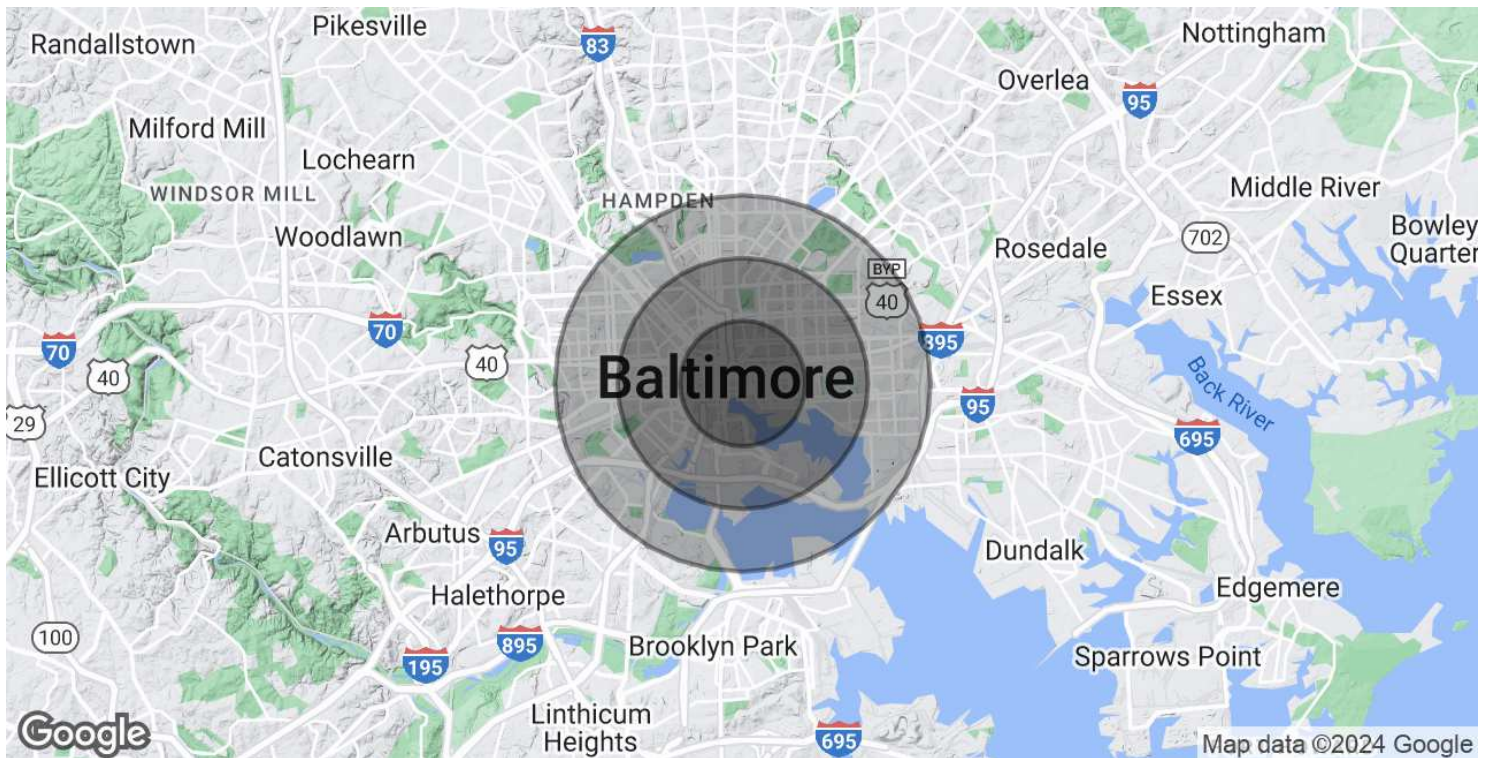 Randallstown
Pikesville
83
Nottingham
Overlea
95
Milford Mill
Lochearn
WINDSOR MILL
HAMPDEN
Middle River
Woodlawn
702
Rosedale
Bowley
Quarter
BYP
40
Essex
70
70
895
40
40
Baltimore
Back River
95
29
695
Catonsville
Ellicott City
Arbutus
95
Dundalk
Halethorpe
Edgemere
100
895
Brooklyn Park
195
Sparrows Point
Linthicum
Heights
Google
695
Map data ©2024 Google